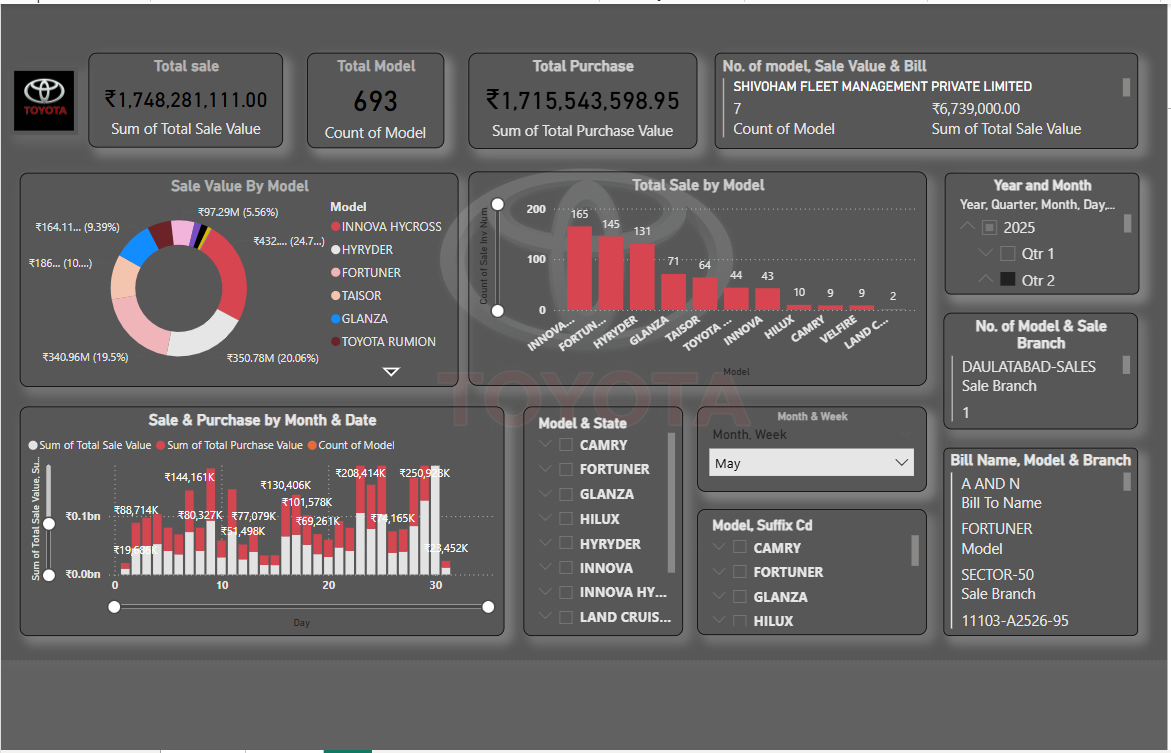 Total sale
₹1,748,281,111.00
Sum of Total Sale Value
Total Model
693
Count of Model
Total Purchase
₹1,715,543,598.95
Sum of Total Purchase Value
No. of model, Sale Value & Bill
SHIVOHAM FLEET MANAGEMENT PRIVATE LIMITED
7
₹6,739,000.00
Count of Model
Sum of Total Sale Value
TOYOTA
Sale Value By Model
₹97.29M (5.56%)
₹164.11... (9.39%)
₹432.... (24.7...)
₹186... (10....)
₹340.96M (19.5%)
₹350.78M (20.06%)
Model
INNOVA HYCROSS
HYRYDER
FORTUNER
TAISOR
GLANZA
TOYOTA RUMION
Total Sale by Model
Count of Sale Inv Num
200
100
0
165
145
131
71
64
44
43
10
9
9
2
INNOVA...
FORTUN...
HYRYDER
GLANZA
TAISOR
TOYOTA ...
INNOVA
HILUX
CAMRY
VELFIRE
LAND C...
Model
Year and Month
Year, Quarter, Month, Day,...
2025
Qtr 1
Qtr 2
No. of Model & Sale
Branch
DAULATABAD-SALES
Sale Branch
1
TOYOTA
Sale & Purchase by Month & Date
Sum of Total Sale Value
Sum of Total Purchase Value
Count of Model
Sum of Total Sale Value, Su...
₹0.1bn
₹0.0bn
₹88,714K
₹19,686K
₹144,161K
₹80,327K
₹77,079K
₹51,498K
₹130,406K
₹101,578K
₹69,261K
₹208,414K
₹74,165K
₹23,452K
0
10
20
30
Day
Model & State
CAMRY
FORTUNER
GLANZA
HILUX
HYRYDER
INNOVA
INNOVA HY...
LAND CRUIS...
Month & Week
Month, Week
May
Model, Suffix Cd
CAMRY
FORTUNER
GLANZA
HILUX
Bill Name, Model & Branch
A AND N
Bill To Name
FORTUNER
Model
SECTOR-50
Sale Branch
11103-A2526-95